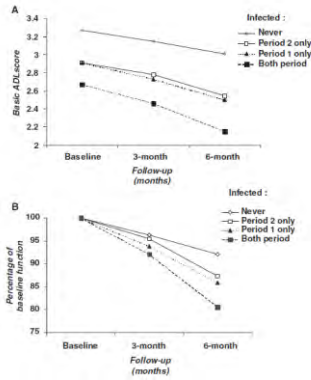 A
Infected :
Never
Period 2 only
Period 1 only
Both period
Basic ADLscore
3.4
3.2
3
2.8
2.6
2.4
2.2
2
Baseline
3-month
6-month
Follow-up
(months)
B
Infected :
Never
Period 2 only
Period 1 only
Both period
Percentage of
baseline function
100
95
90
85
80
75
Baseline
3-month
6-month
Follow-up
(months)